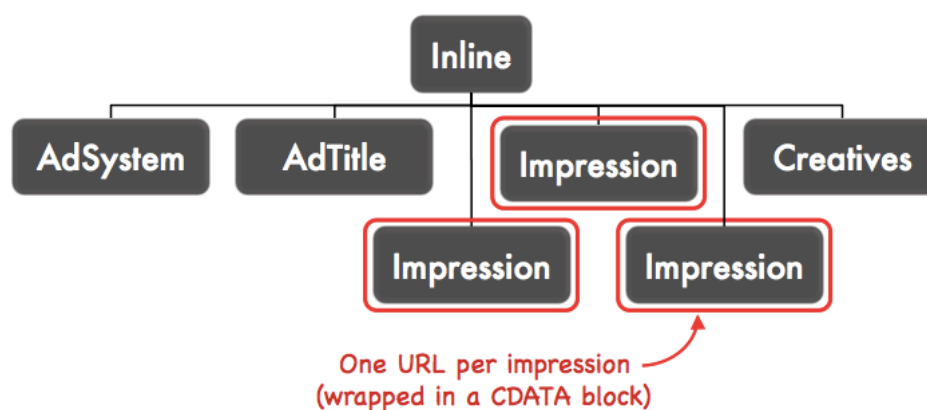 Inline
AdSystem
AdTitle
Impression
Creatives
Impression
Impression
One URL per impression
(wrapped in a CDATA block)